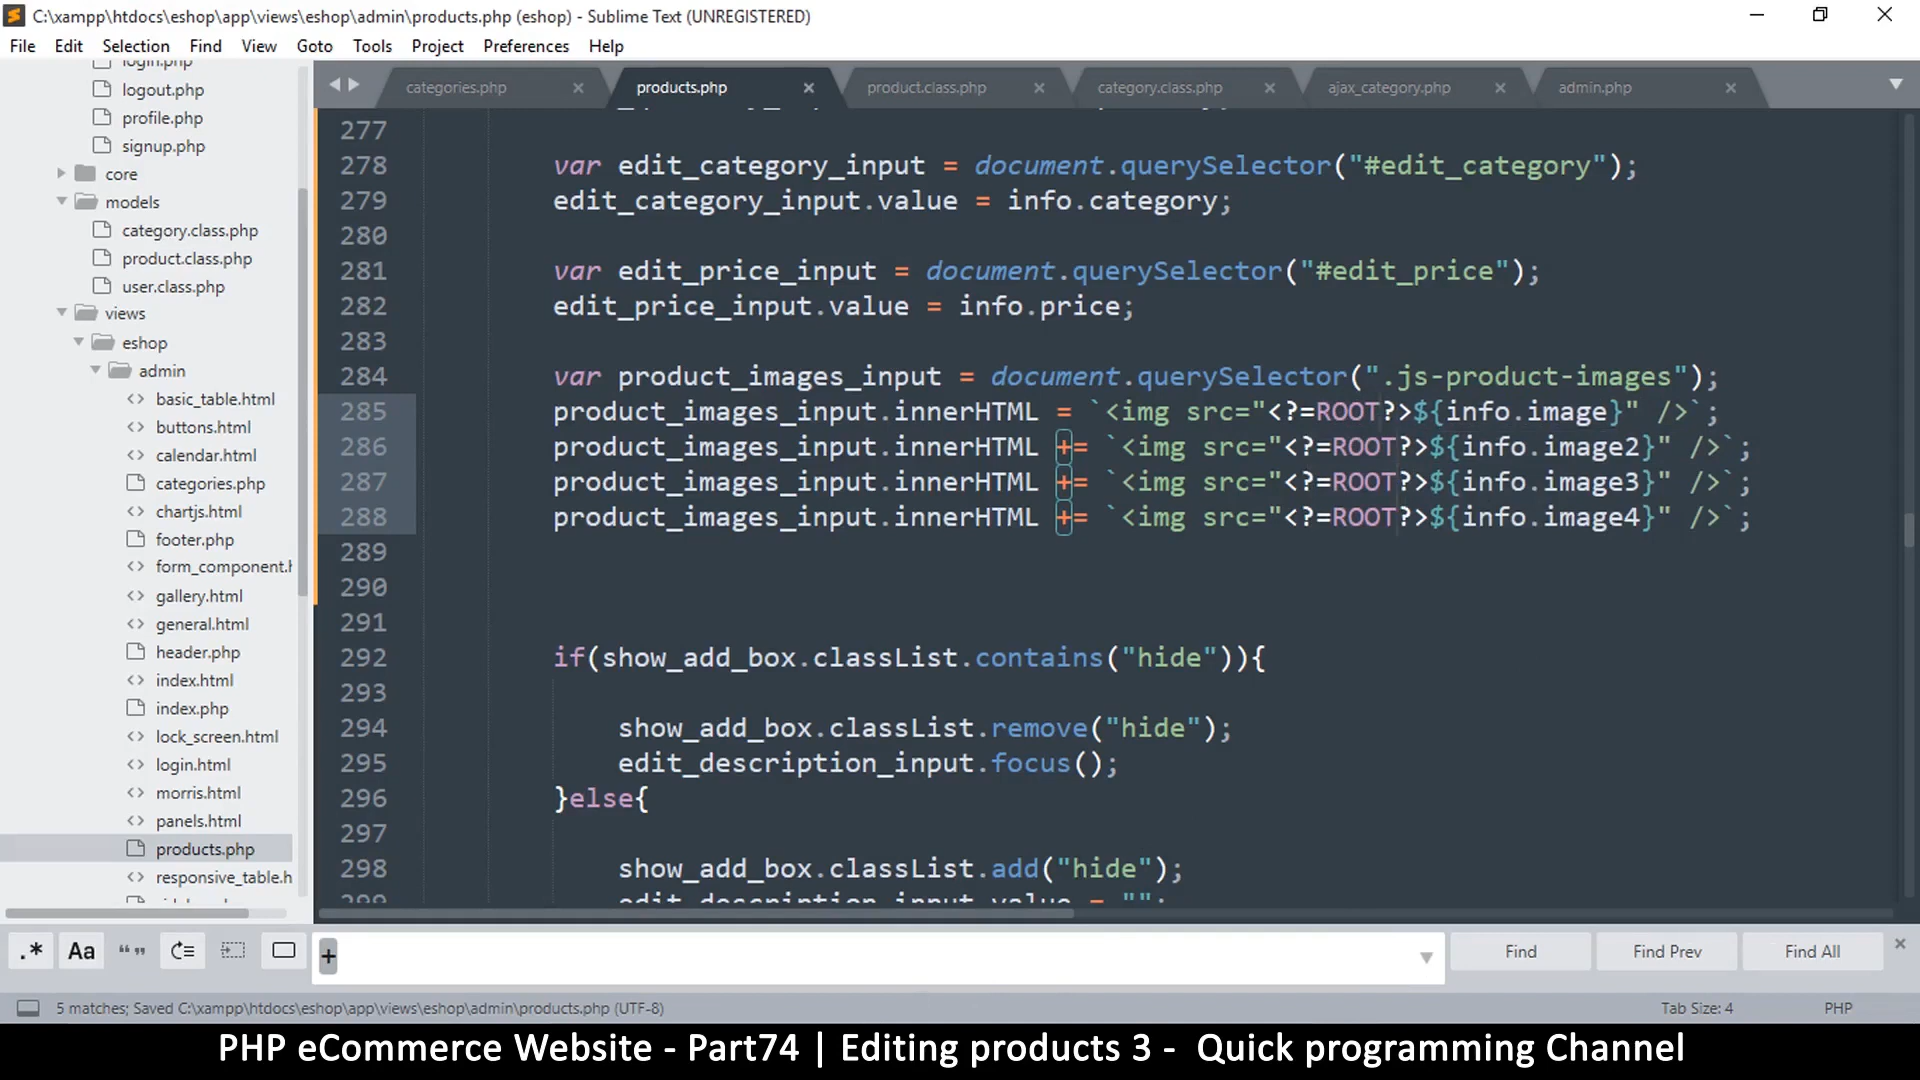 C:\xampp\htdocs\eshop\app\views\eshop\admin\products.php (eshop) - Sublime Text (UNREGISTERED)
File Edit Selection Find View Goto Tools Project Preferences Help
login.php
logout.php
profile.php
signup.php
core
models
category.class.php
product.class.php
user.class.php
views
eshop
admin
basic_table.html
buttons.html
calendar.html
categories.php
chartjs.html
footer.php
form_component.h
gallery.html
general.html
header.php
index.html
index.php
lock_screen.html
login.html
morris.html
panels.html
products.php
responsive_table.h
categories.php products.php product.class.php category.class.php ajax_category.php admin.php
277
278 var edit_category_input = document.querySelector("#edit_category");
279 edit_category_input.value = info.category;
280
281 var edit_price_input = document.querySelector("#edit_price");
282 edit_price_input.value = info.price;
283
284 var product_images_input = document.querySelector(".js-product-images");
285 product_images_input.innerHTML = `<img src="<?=ROOT?>${info.image}" />`;
286 product_images_input.innerHTML += `<img src="<?=ROOT?>${info.image2}" />`;
287 product_images_input.innerHTML += `<img src="<?=ROOT?>${info.image3}" />`;
288 product_images_input.innerHTML += `<img src="<?=ROOT?>${info.image4}" />`;
289
290
291
292 if(show_add_box.classList.contains("hide")){
293
294 show_add_box.classList.remove("hide");
295 edit_description_input.focus();
296 }else{
297
298 show_add_box.classList.add("hide");
299 edit_description_input.value = "";
.* Aa “” + Find Find Prev Find All
5 matches; Saved C:\xampp\htdocs\eshop\app\views\eshop\admin\products.php (UTF-8) Tab Size: 4 PHP
PHP eCommerce Website - Part74 | Editing products 3 - Quick programming Channel